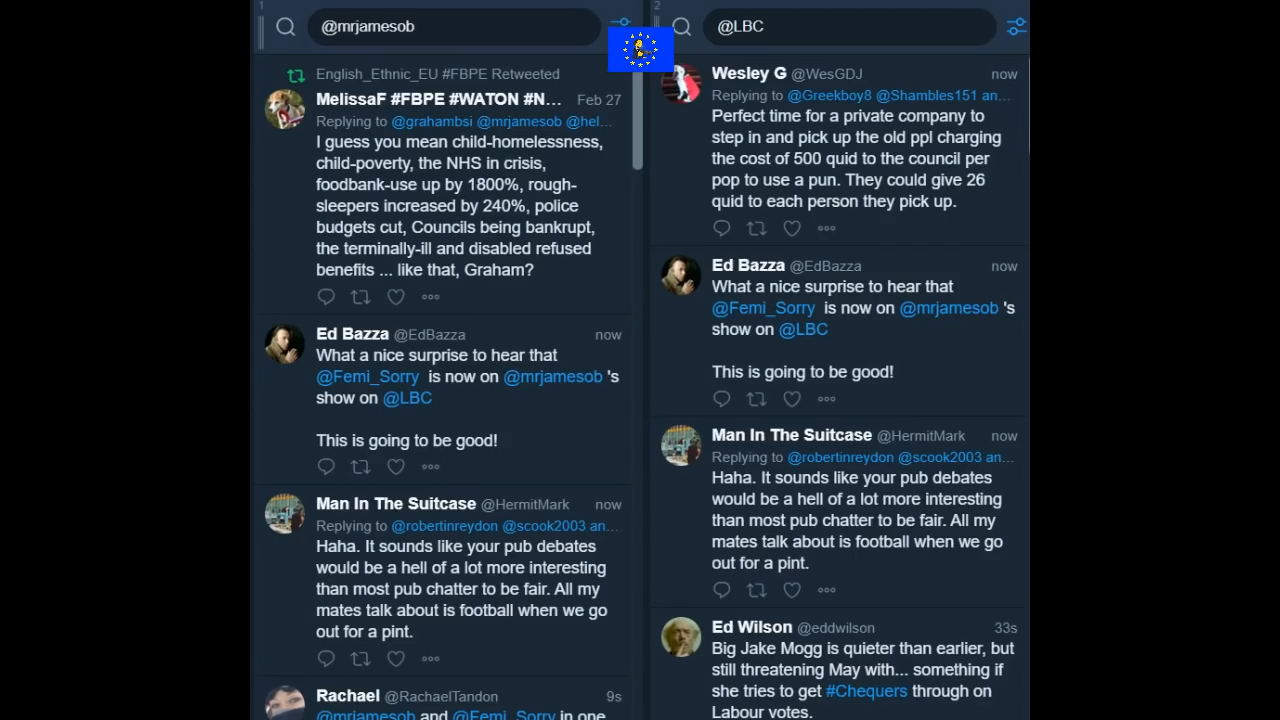 1
@mrjamesob
English_Ethnic_EU #FBPE Retweeted
MelissaF #FBPE #WATON #N... Feb 27
Replying to @grahambsi @mrjamesob @hel...
I guess you mean child-homelessness,
child-poverty, the NHS in crisis,
foodbank-use up by 1800%, rough-
sleepers increased by 240%, police
budgets cut, Councils being bankrupt,
the terminally-ill and disabled refused
benefits ... like that, Graham?
Ed Bazza @EdBazza now
What a nice surprise to hear that
@Femi_Sorry is now on @mrjamesob 's
show on @LBC
This is going to be good!
Man In The Suitcase @HermitMark now
Replying to @robertinreydon @scook2003 an...
Haha. It sounds like your pub debates
would be a hell of a lot more interesting
than most pub chatter to be fair. All my
mates talk about is football when we go
out for a pint.
Rachael @RachaelTandon 9s
@mrjamesob and @Femi_Sorry in one
2
@LBC
Wesley G @WesGDJ now
Replying to @Greekboy8 @Shambles151 an...
Perfect time for a private company to
step in and pick up the old ppl charging
the cost of 500 quid to the council per
pop to use a pun. They could give 26
quid to each person they pick up.
Ed Bazza @EdBazza now
What a nice surprise to hear that
@Femi_Sorry is now on @mrjamesob 's
show on @LBC
This is going to be good!
Man In The Suitcase @HermitMark now
Replying to @robertinreydon @scook2003 an...
Haha. It sounds like your pub debates
would be a hell of a lot more interesting
than most pub chatter to be fair. All my
mates talk about is football when we go
out for a pint.
Ed Wilson @eddwilson 33s
Big Jake Mogg is quieter than earlier, but
still threatening May with... something if
she tries to get #Chequers through on
Labour votes.